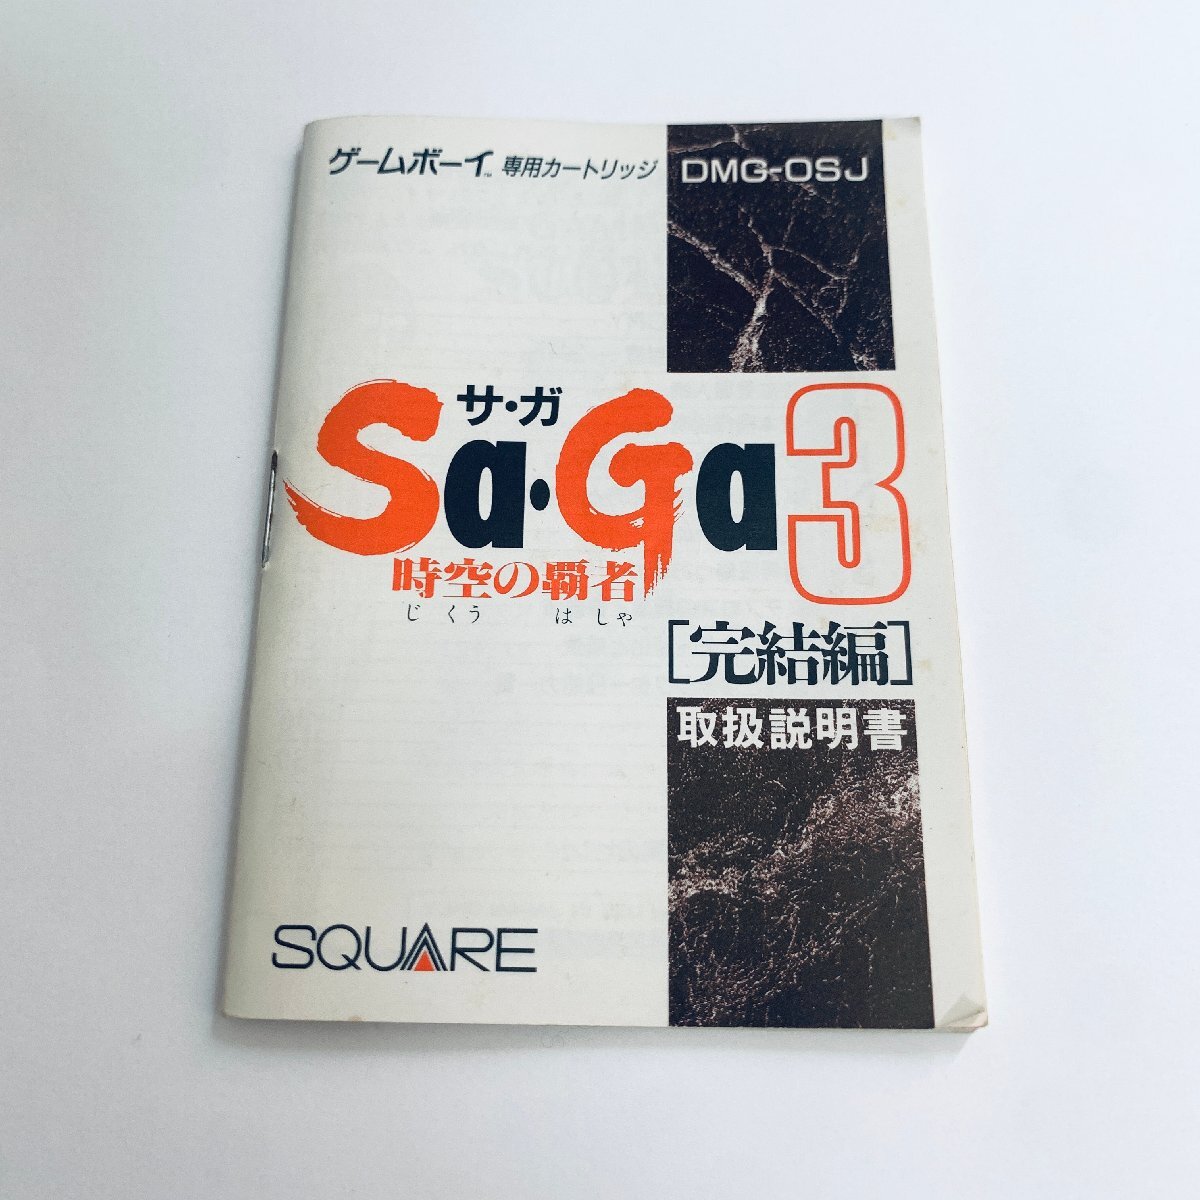 ゲームボーイ™ 専用カートリッジ
DMG-OSJ
サ・ガ
Sa・Ga3
時空の覇者
じくう はしゃ
[完結編]
取扱説明書
SQUARE